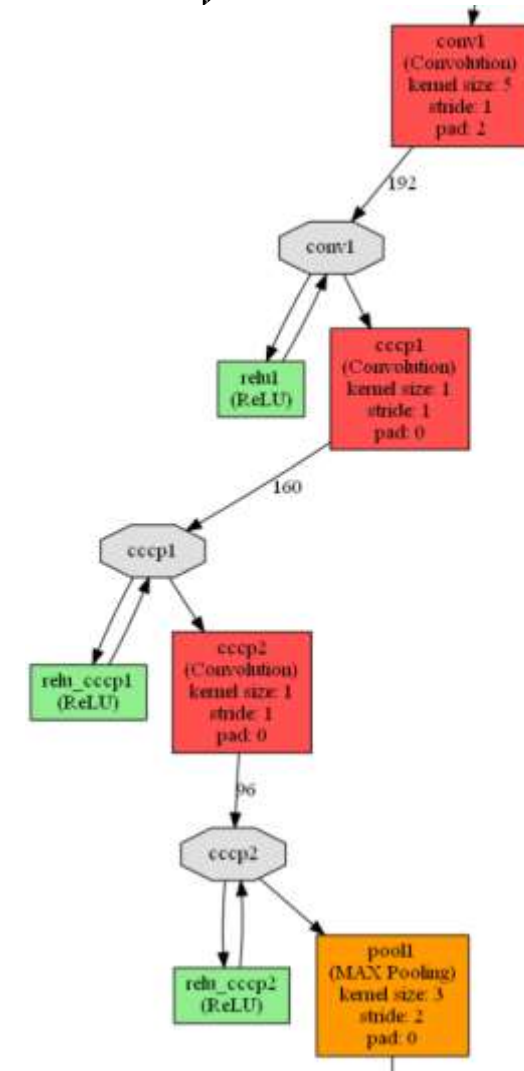 conv1
(Convolution)
kernel size: 5
stride: 1
pad: 2
192
conv1
relu1
(ReLU)
cccp1
(Convolution)
kernel size: 1
stride: 1
pad: 0
160
cccp1
relu_cccp1
(ReLU)
cccp2
(Convolution)
kernel size: 1
stride: 1
pad: 0
96
cccp2
relu_cccp2
(ReLU)
pool1
(MAX Pooling)
kernel size: 3
stride: 2
pad: 0